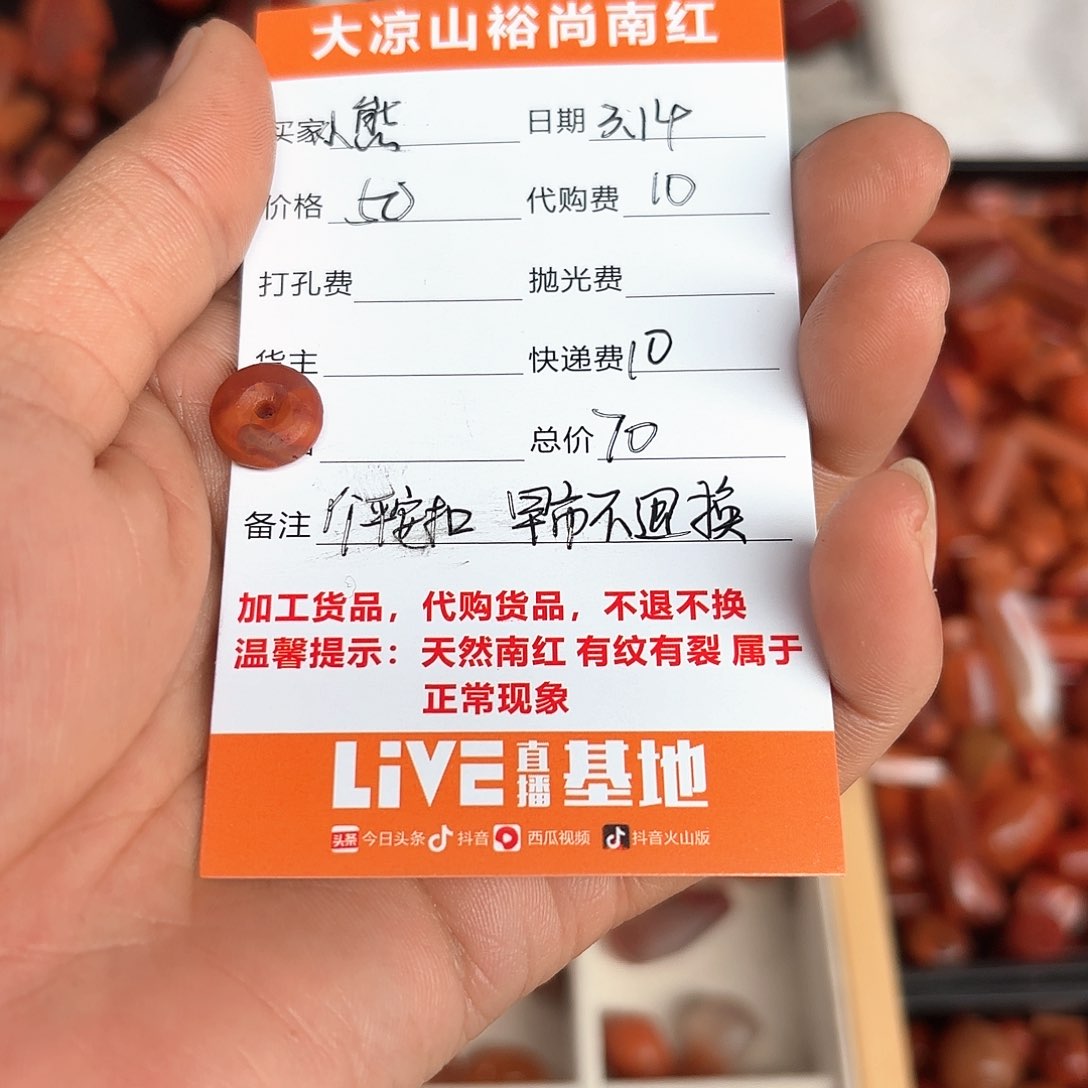 大凉山裕尚南红
买家小熊 日期 3.14
价格 50 代购费 10
打孔费 抛光费
货主 快递费 10
总价 70
备注 1个平安扣 早市不退换
加工货品，代购货品，不退不换
温馨提示：天然南红 有纹有裂 属于
正常现象
LiVE 直播 基地
头条 今日头条 抖音 西瓜视频 抖音火山版